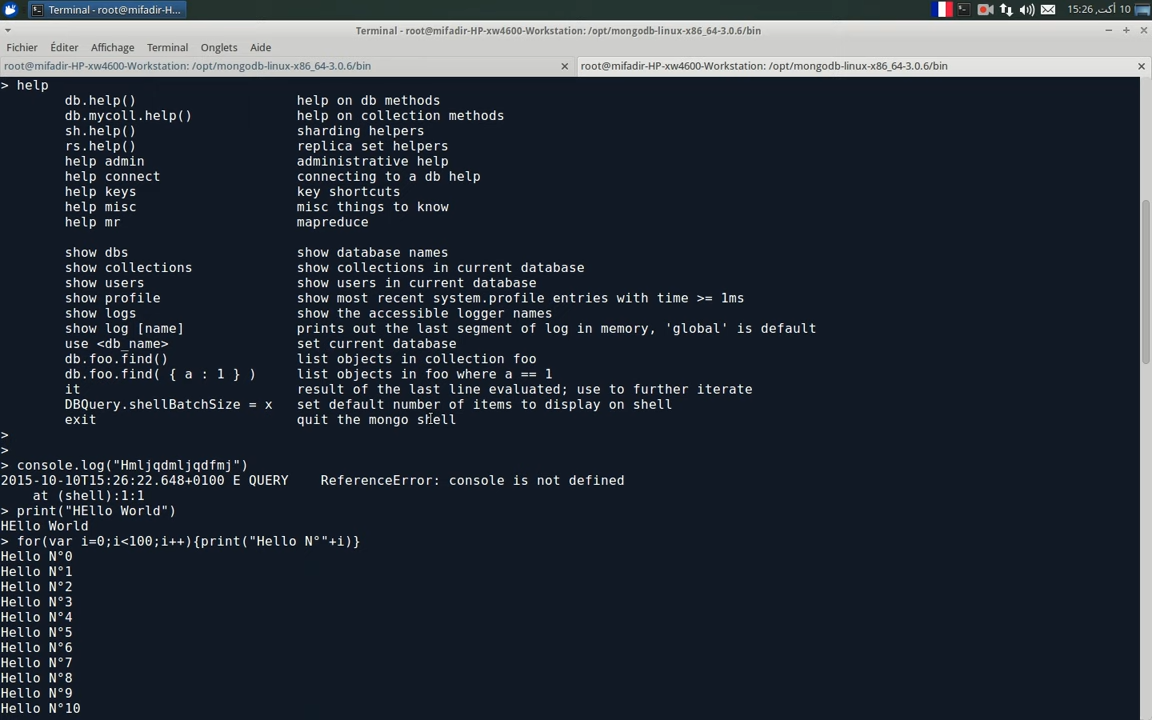 Terminal - root@mifadir-H...
15:26 ,أكت 10
Terminal - root@mifadir-HP-xw4600-Workstation: /opt/mongodb-linux-x86_64-3.0.6/bin
Fichier Éditer Affichage Terminal Onglets Aide
root@mifadir-HP-xw4600-Workstation: /opt/mongodb-linux-x86_64-3.0.6/bin
root@mifadir-HP-xw4600-Workstation: /opt/mongodb-linux-x86_64-3.0.6/bin
> help
db.help() help on db methods
db.mycoll.help() help on collection methods
sh.help() sharding helpers
rs.help() replica set helpers
help admin administrative help
help connect connecting to a db help
help keys key shortcuts
help misc misc things to know
help mr mapreduce
show dbs show database names
show collections show collections in current database
show users show users in current database
show profile show most recent system.profile entries with time >= 1ms
show logs show the accessible logger names
show log [name] prints out the last segment of log in memory, 'global' is default
use <db_name> set current database
db.foo.find() list objects in collection foo
db.foo.find( { a : 1 } ) list objects in foo where a == 1
it result of the last line evaluated; use to further iterate
DBQuery.shellBatchSize = x set default number of items to display on shell
exit quit the mongo shell
>
>
> console.log("Hmljqdmljqdfmj")
2015-10-10T15:26:22.648+0100 E QUERY ReferenceError: console is not defined
at (shell):1:1
> print("HEllo World")
HEllo World
> for(var i=0;i<100;i++){print("Hello N°"+i)}
Hello N°0
Hello N°1
Hello N°2
Hello N°3
Hello N°4
Hello N°5
Hello N°6
Hello N°7
Hello N°8
Hello N°9
Hello N°10